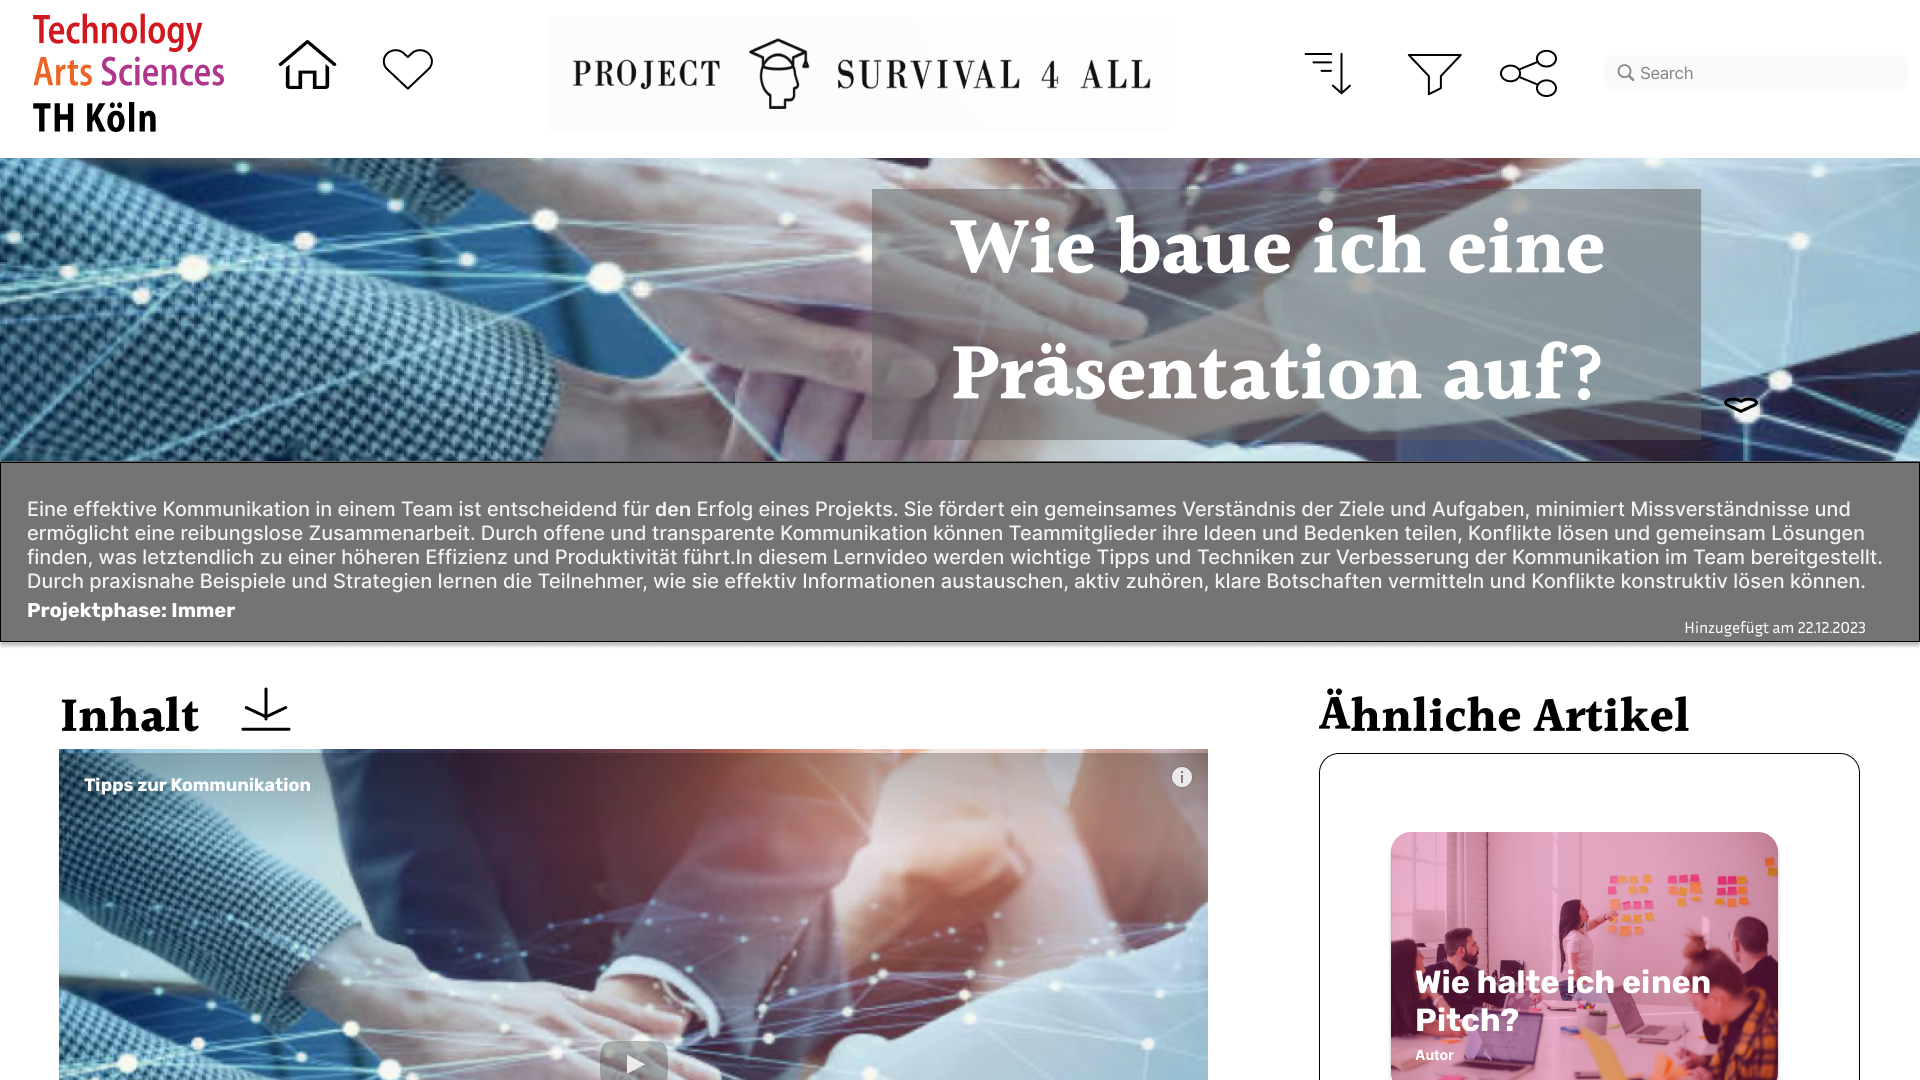 Technology
Arts Sciences
TH Köln
PROJECT SURVIVAL 4 ALL
Search
Wie baue ich eine
Präsentation auf?
Eine effektive Kommunikation in einem Team ist entscheidend für den Erfolg eines Projekts. Sie fördert ein gemeinsames Verständnis der Ziele und Aufgaben, minimiert Missverständnisse und
ermöglicht eine reibungslose Zusammenarbeit. Durch offene und transparente Kommunikation können Teammitglieder ihre Ideen und Bedenken teilen, Konflikte lösen und gemeinsam Lösungen
finden, was letztendlich zu einer höheren Effizienz und Produktivität führt.In diesem Lernvideo werden wichtige Tipps und Techniken zur Verbesserung der Kommunikation im Team bereitgestellt.
Durch praxisnahe Beispiele und Strategien lernen die Teilnehmer, wie sie effektiv Informationen austauschen, aktiv zuhören, klare Botschaften vermitteln und Konflikte konstruktiv lösen können.
Projektphase: Immer
Hinzugefügt am 22.12.2023
Inhalt
Tipps zur Kommunikation
Ähnliche Artikel
Wie halte ich einen
Pitch?
Autor